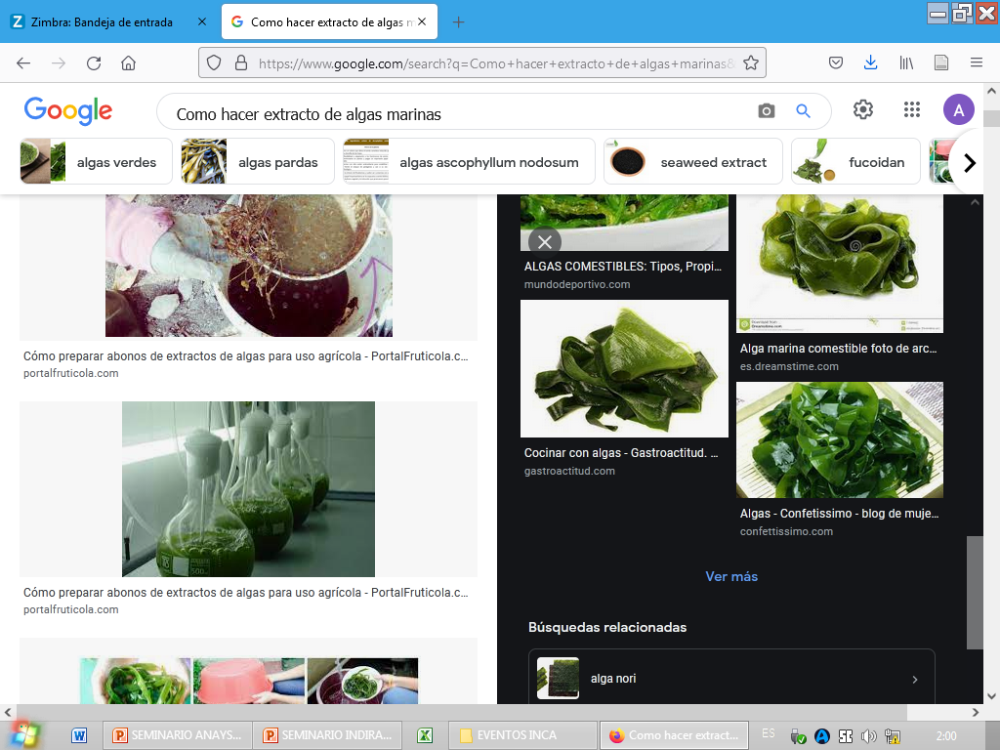 Zimbra: Bandeja de entrada
Como hacer extracto de algas m
https://www.google.com/search?q=Como+hacer+extracto+de+algas+marinas&
Google
Como hacer extracto de algas marinas
A
algas verdes
algas pardas
algas ascophyllum nodosum
seaweed extract
fucoidan
Cómo preparar abonos de extractos de algas para uso agrícola - PortalFruticola.c...
portalfruticola.com
Cómo preparar abonos de extractos de algas para uso agrícola - PortalFruticola.c...
portalfruticola.com
ALGAS COMESTIBLES: Tipos, Propi...
mundodeportivo.com
Alga marina comestible foto de arc...
es.dreamstime.com
Cocinar con algas - Gastroactitud. ...
gastroactitud.com
Algas - Confetissimo - blog de muje...
confettissimo.com
Ver más
Búsquedas relacionadas
alga nori
SEMINARIO ANAYS...
SEMINARIO INDIRA...
EVENTOS INCA
Como hacer extract...
ES
2:00